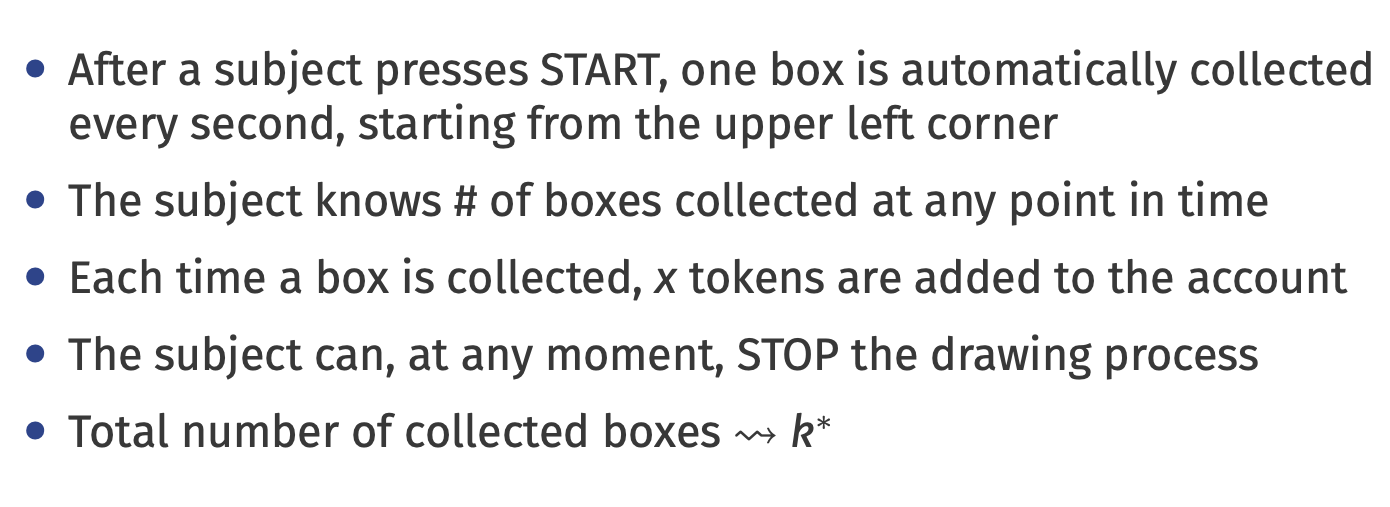 • After a subject presses START, one box is automatically collected
every second, starting from the upper left corner
• The subject knows # of boxes collected at any point in time
• Each time a box is collected, x tokens are added to the account
• The subject can, at any moment, STOP the drawing process
• Total number of collected boxes ⇝ k*